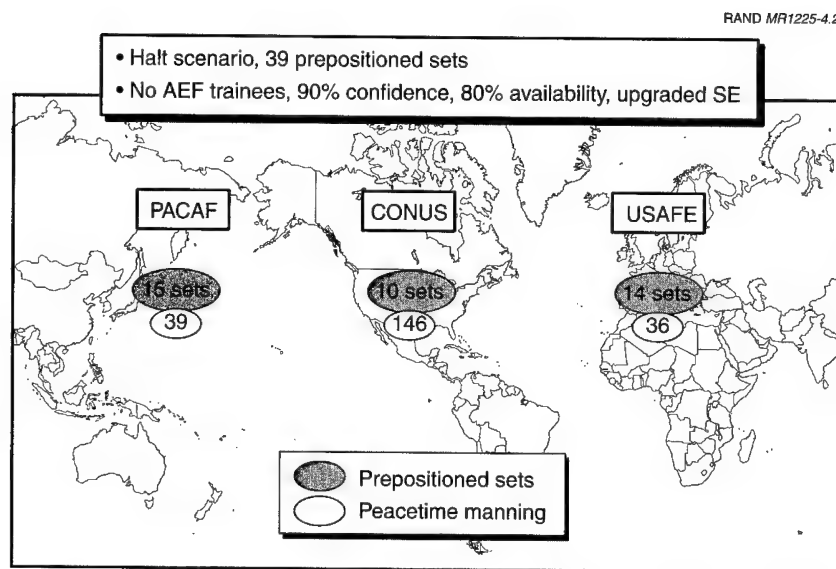 RAND MR1225-4.2
• Halt scenario, 39 prepositioned sets
• No AEF trainees, 90% confidence, 80% availability, upgraded SE
PACAF
CONUS
USAFE
15 sets
10 sets
14 sets
39
146
36
Prepositioned sets
Peacetime manning